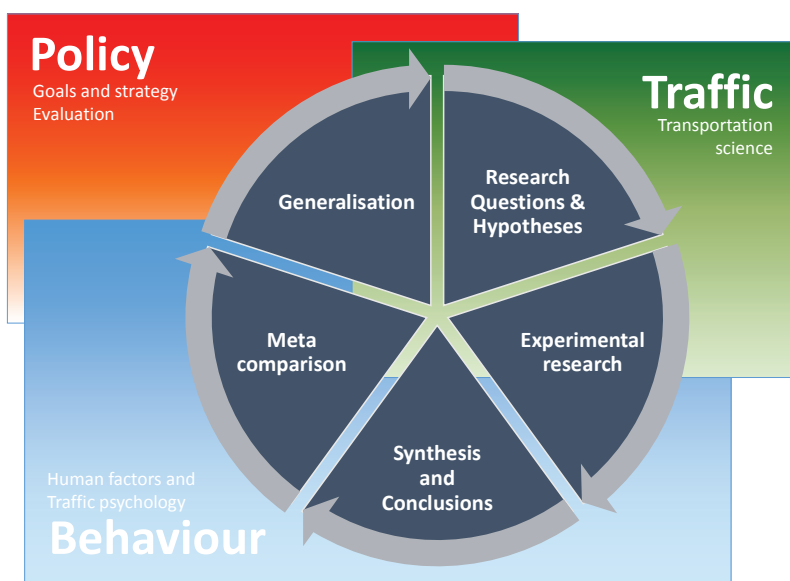 Policy
Goals and strategy
Evaluation
Traffic
Transportation
science
Generalisation
Research
Questions &
Hypotheses
Meta
comparison
Experimental
research
Synthesis
and
Conclusions
Human factors and
Traffic psychology
Behaviour